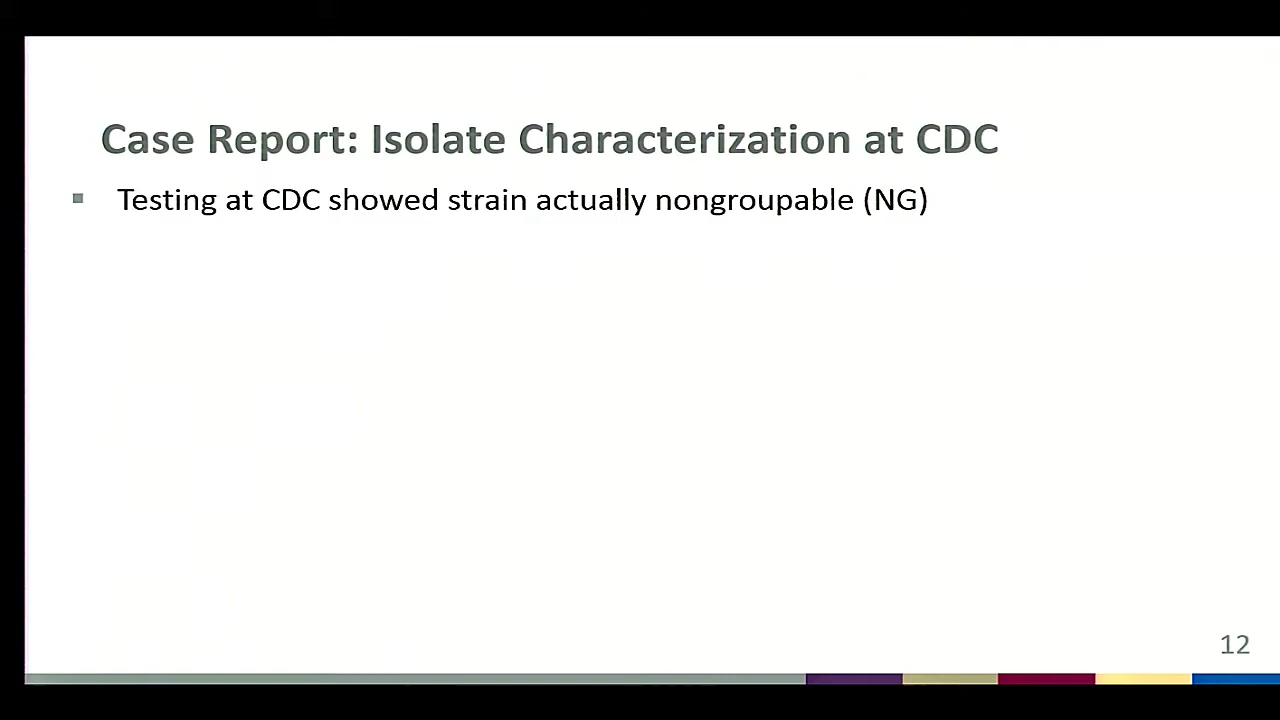 Case Report: Isolate Characterization at CDC
▪ Testing at CDC showed strain actually nongroupable (NG)
12